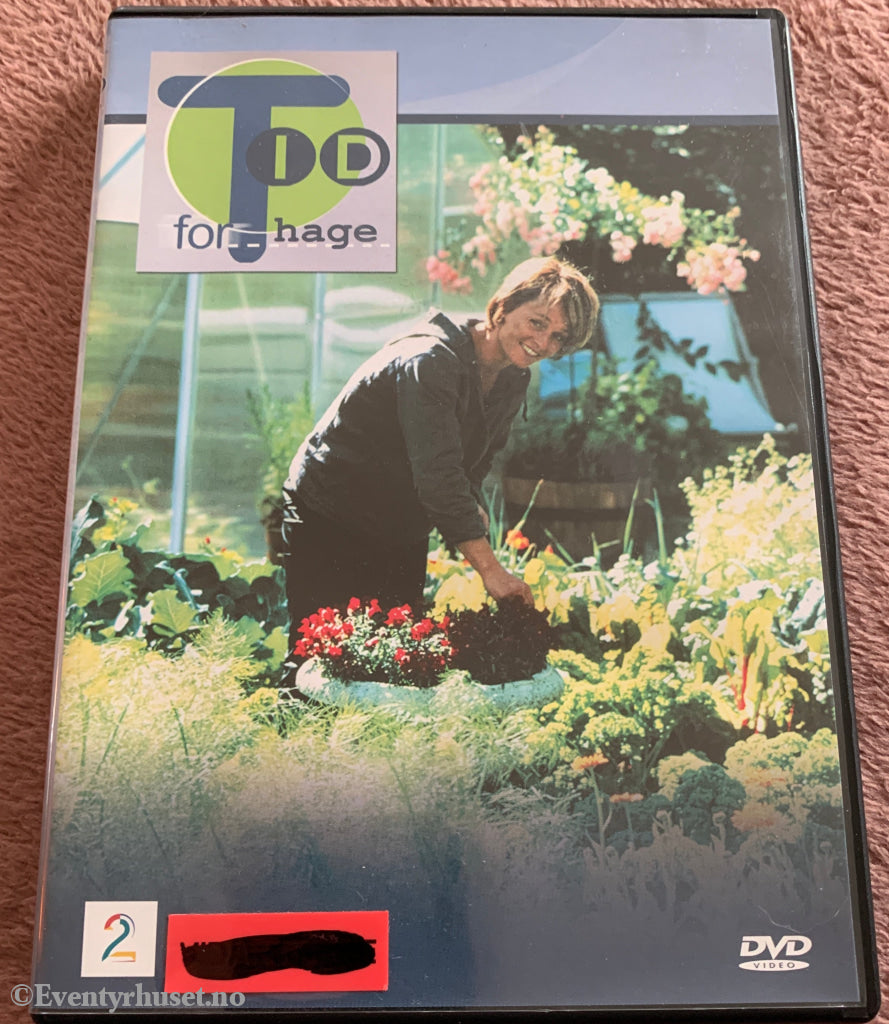 TID
for hage
2
DVD
VIDEO
©Eventyrhuset.no